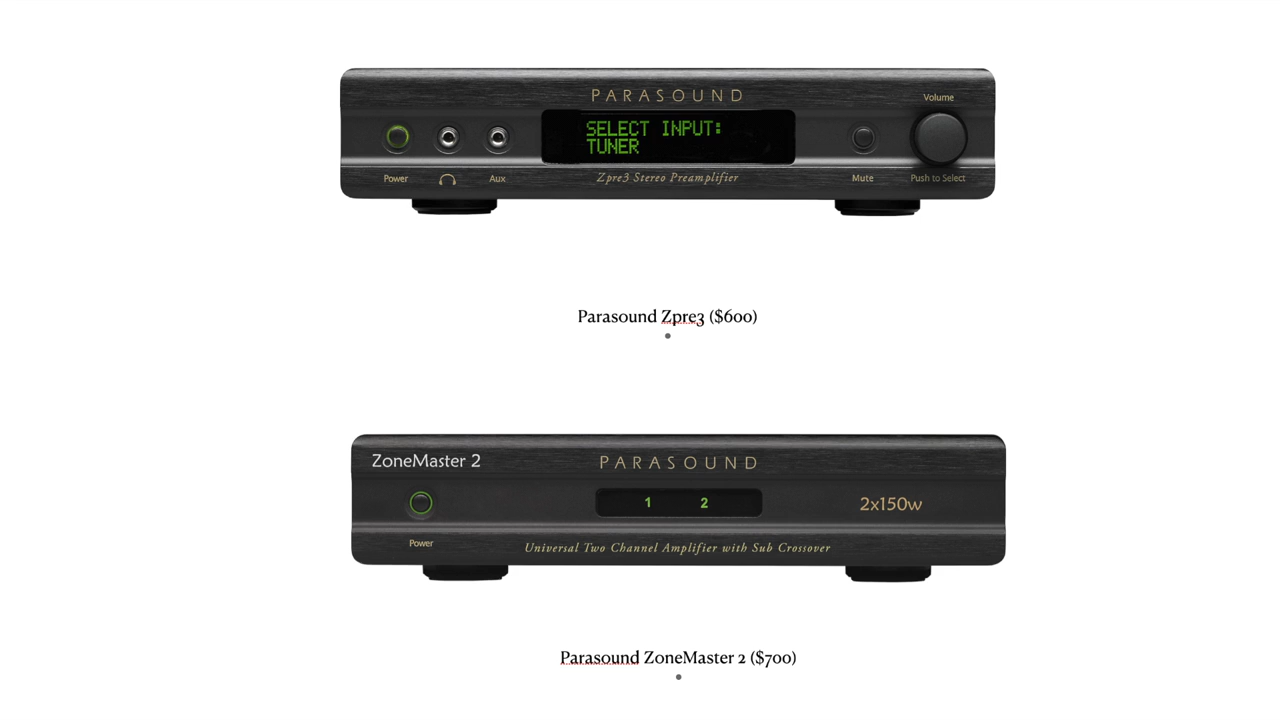 PARASOUND
Volume
SELECT INPUT:
TUNER
Power
Aux
Zpre3 Stereo Preamplifier
Mute
Push to Select
Parasound Zpre3 ($600)
ZoneMaster 2
PARASOUND
1 2
2x150w
Power
Universal Two Channel Amplifier with Sub Crossover
Parasound ZoneMaster 2 ($700)